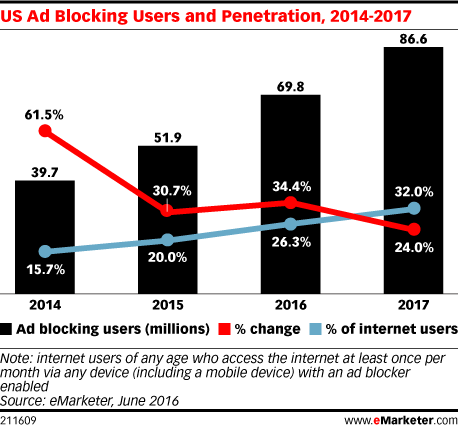 US Ad Blocking Users and Penetration, 2014-2017
86.6
69.8
61.5%
51.9
39.7
30.7%
34.4%
32.0%
15.7%
20.0%
26.3%
24.0%
2014 2015 2016 2017
Ad blocking users (millions) % change % of internet users
Note: internet users of any age who access the internet at least once per
month via any device (including a mobile device) with an ad blocker
enabled
Source: eMarketer, June 2016
211609 www.eMarketer.com